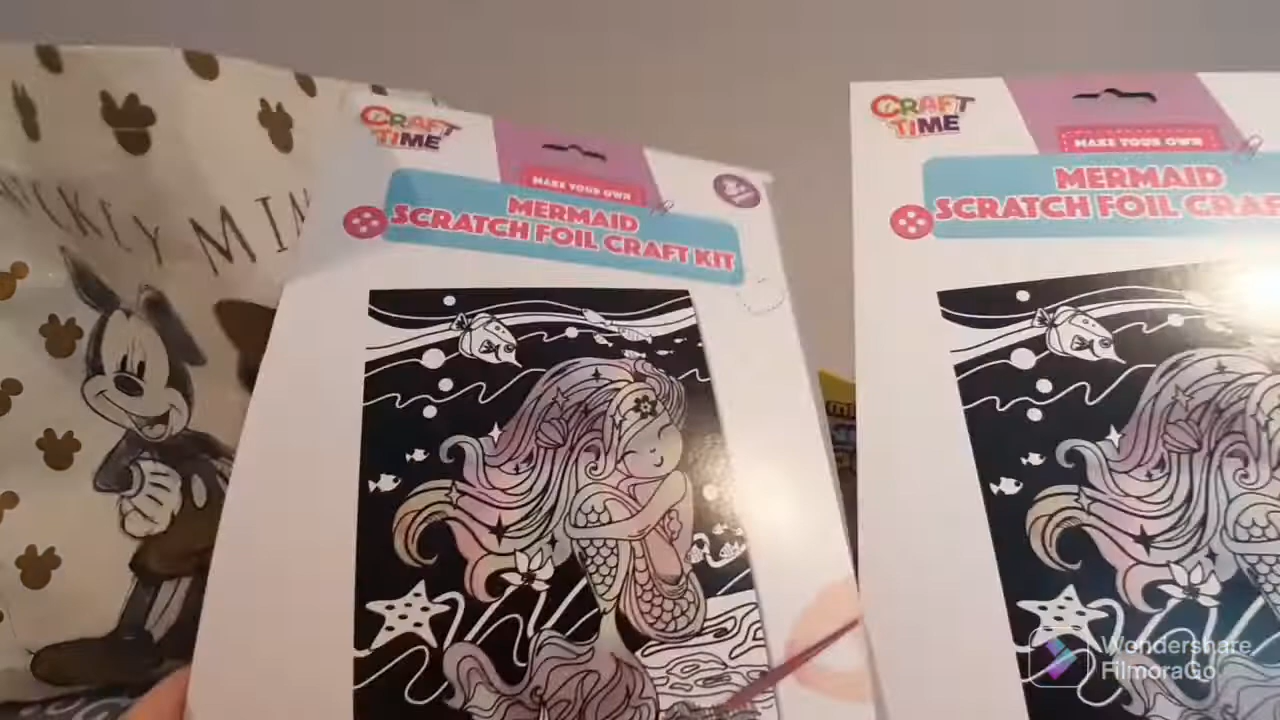 CRAFT
TIME
MAKE YOUR OWN
MERMAID
SCRATCH FOIL CRAFT KIT
CRAFT
TIME
MAKE YOUR OWN
MERMAID
SCRATCH FOIL CRAF
MICKEY MIN
Wondershare
FilmoraGo